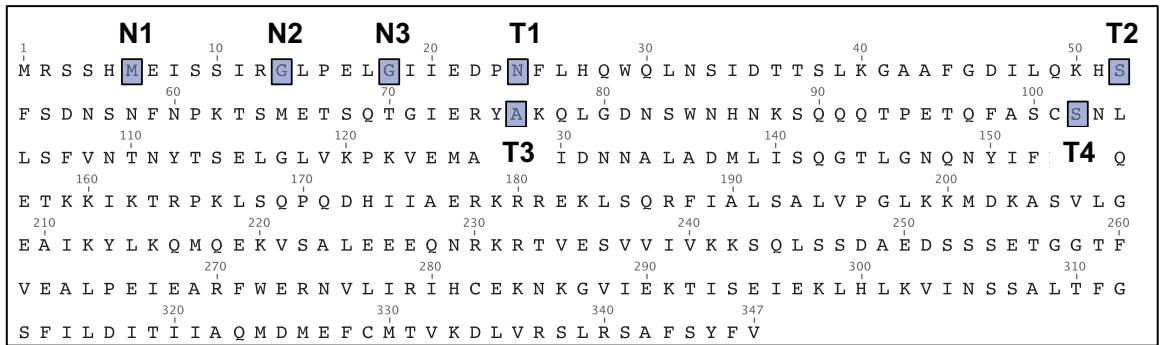 N1 N2 N3 T1 T2
1 10 20 30 40 50
M R S S H M E I S S I R G L P E L G I I E D P N F L H Q W Q L N S I D T T S L K G A A F G D I L Q K H S
60 70 80 90 100
F S D N S N F N P K T S M E T S Q T G I E R Y A K Q L G D N S W N H N K S Q Q Q T P E T Q F A S C S N L
110 120 30 140 150
L S F V N T N Y T S E L G L V K P K V E M A T3 I D N N A L A D M L I S Q G T L G N Q N Y I F T4 Q
160 170 180 190 200
E T K K I K T R P K L S Q P Q D H I I A E R K R R E K L S Q R F I A L S A L V P G L K K M D K A S V L G
210 220 230 240 250 260
E A I K Y L K Q M Q E K V S A L E E E Q N R K R T V E S V V I V K K S Q L S S D A E D S S S E T G G T F
270 280 290 300 310
V E A L P E I E A R F W E R N V L I R I H C E K N K G V I E K T I S E I E K L H L K V I N S S A L T F G
320 330 340 347
S F I L D I T I I A Q M D M E F C M T V K D L V R S L R S A F S Y F V